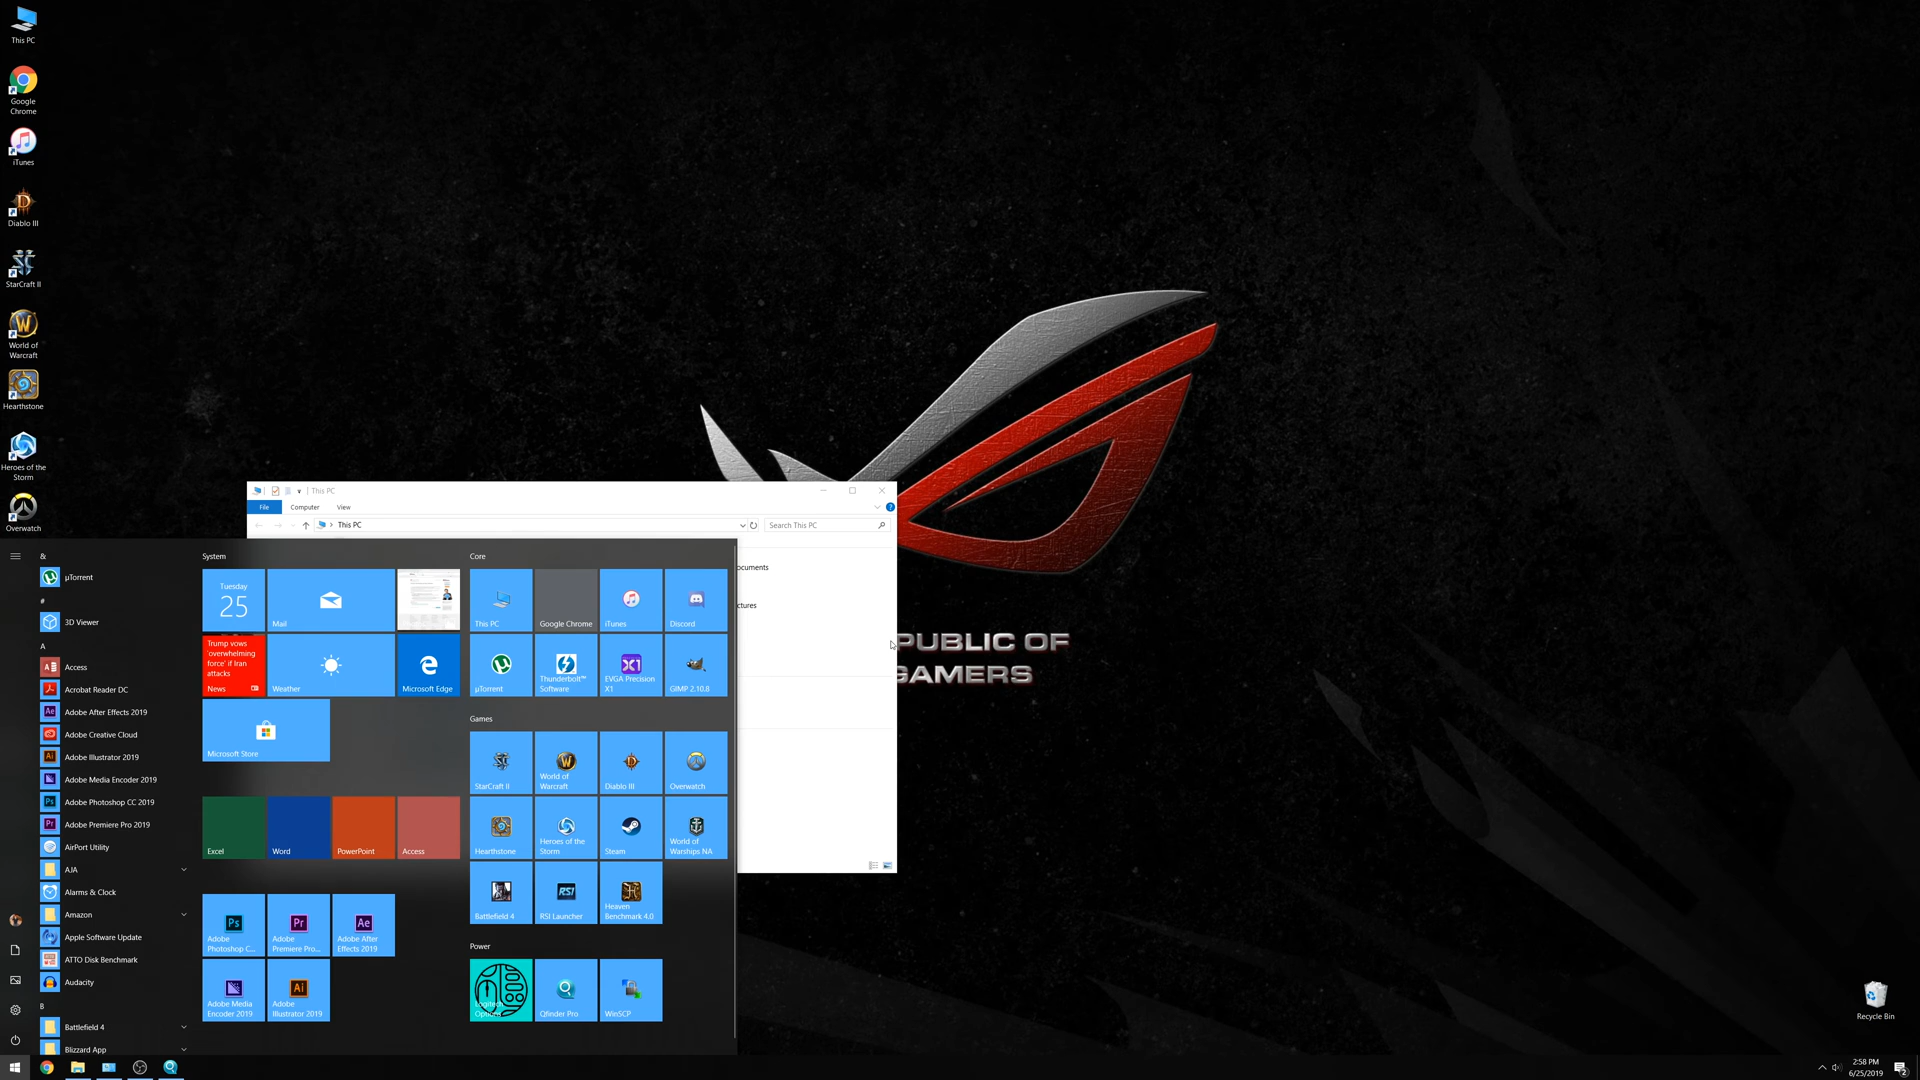 This PC
Google
Chrome
iTunes
Diablo III
StarCraft II
World of
Warcraft
Hearthstone
Heroes of the
Storm
Overwatch
PUBLIC OF
GAMERS
This PC
File
Computer
View
This PC
Search This PC
ocuments
ctures
&
µTorrent
#
3D Viewer
A
Access
Acrobat Reader DC
Adobe After Effects 2019
Adobe Creative Cloud
Adobe Illustrator 2019
Adobe Media Encoder 2019
Adobe Photoshop CC 2019
Adobe Premiere Pro 2019
AirPort Utility
AJA
Alarms & Clock
Amazon
Apple Software Update
ATTO Disk Benchmark
Audacity
B
Battlefield 4
Blizzard App
System
Tuesday
25
Mail
Trump vows
'overwhelming
force' if Iran
attacks
News
Weather
Microsoft Edge
Microsoft Store
Excel
Word
PowerPoint
Access
Ps
Adobe
Photoshop C...
Pr
Adobe
Premiere Pro...
Ae
Adobe After
Effects 2019
Adobe Media
Encoder 2019
Ai
Adobe
Illustrator 2019
Core
This PC
Google Chrome
iTunes
Discord
µTorrent
Thunderbolt™
Software
X1
EVGA Precision
X1
GIMP 2.10.8
Games
StarCraft II
World of
Warcraft
Diablo III
Overwatch
Hearthstone
Heroes of the
Storm
Steam
World of
Warships NA
Battlefield 4
RSI
RSI Launcher
Heaven
Benchmark 4.0
Power
Logitech
Options
Qfinder Pro
WinSCP
Recycle Bin
2:58 PM
6/25/2019
2